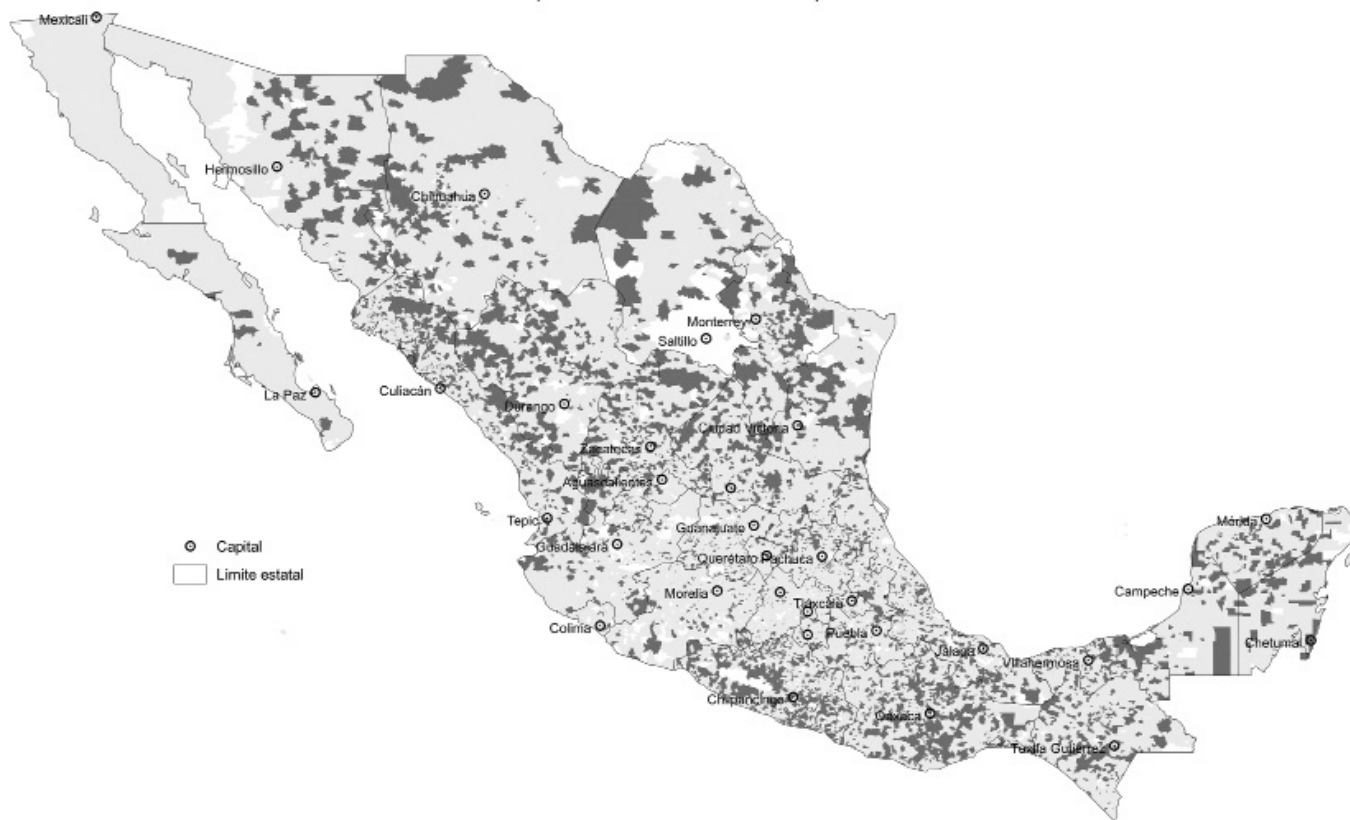 Mexicali
Hermosillo
Chihuahua
Monterrey
Saltillo
La Paz
Culiacán
Durango
Ciudad Victoria
Zacatecas
Aguascalientes
Tepic
Guanajuato
Mérida
Guadalajara
Querétaro
Pachuca
Capital
Limite estatal
Morelia
Tlaxcala
Campeche
Colima
Puebla
Chetumal
Jalapa
Villahermosa
Chilpancingo
Oaxaca
Tuxtla Gutiérrez